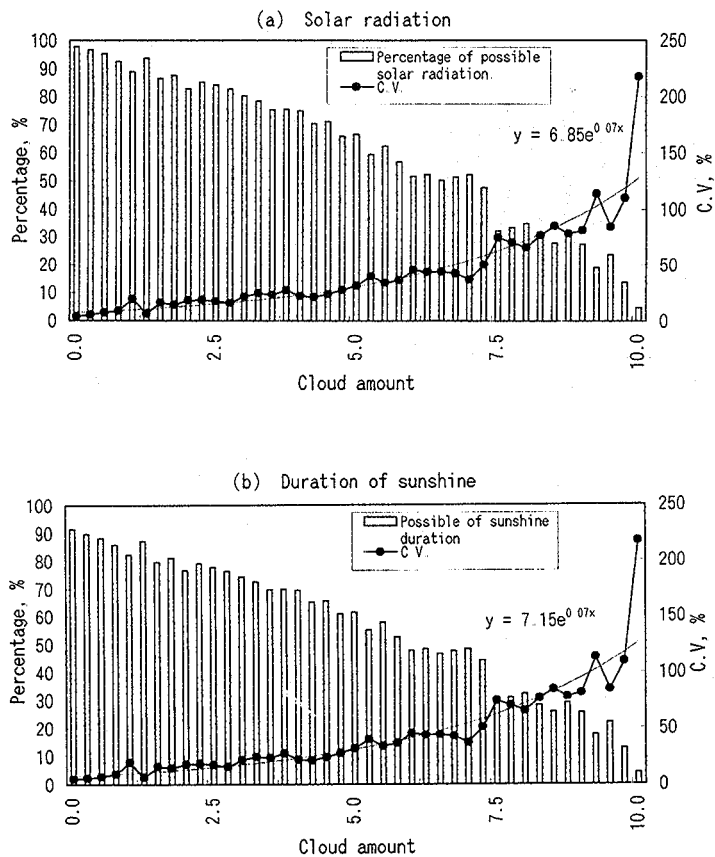 (a) Solar radiation
100
90
80
70
60
50
40
30
20
10
0
Percentage, %
Percentage of possible
solar radiation.
C.V.
y = 6.85e^0.07x
250
200
150
100
50
0
C.V, %
0.0
2.5
5.0
7.5
10.0
Cloud amount
(b) Duration of sunshine
100
90
80
70
60
50
40
30
20
10
0
Percentage, %
Possible of sunshine
duration
C.V.
y = 7.15e^0.07x
250
200
150
100
50
0
C.V, %
0.0
2.5
5.0
7.5
10.0
Cloud amount